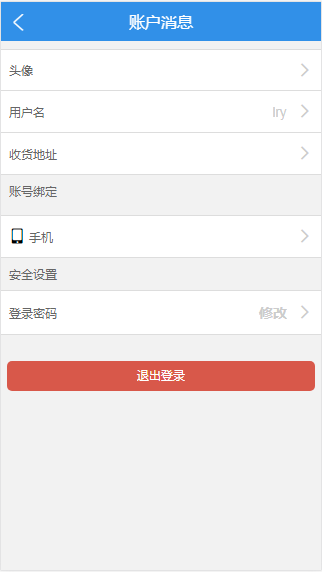 账户消息
头像
用户名 lry
收货地址
账号绑定
手机
安全设置
登录密码 修改
退出登录